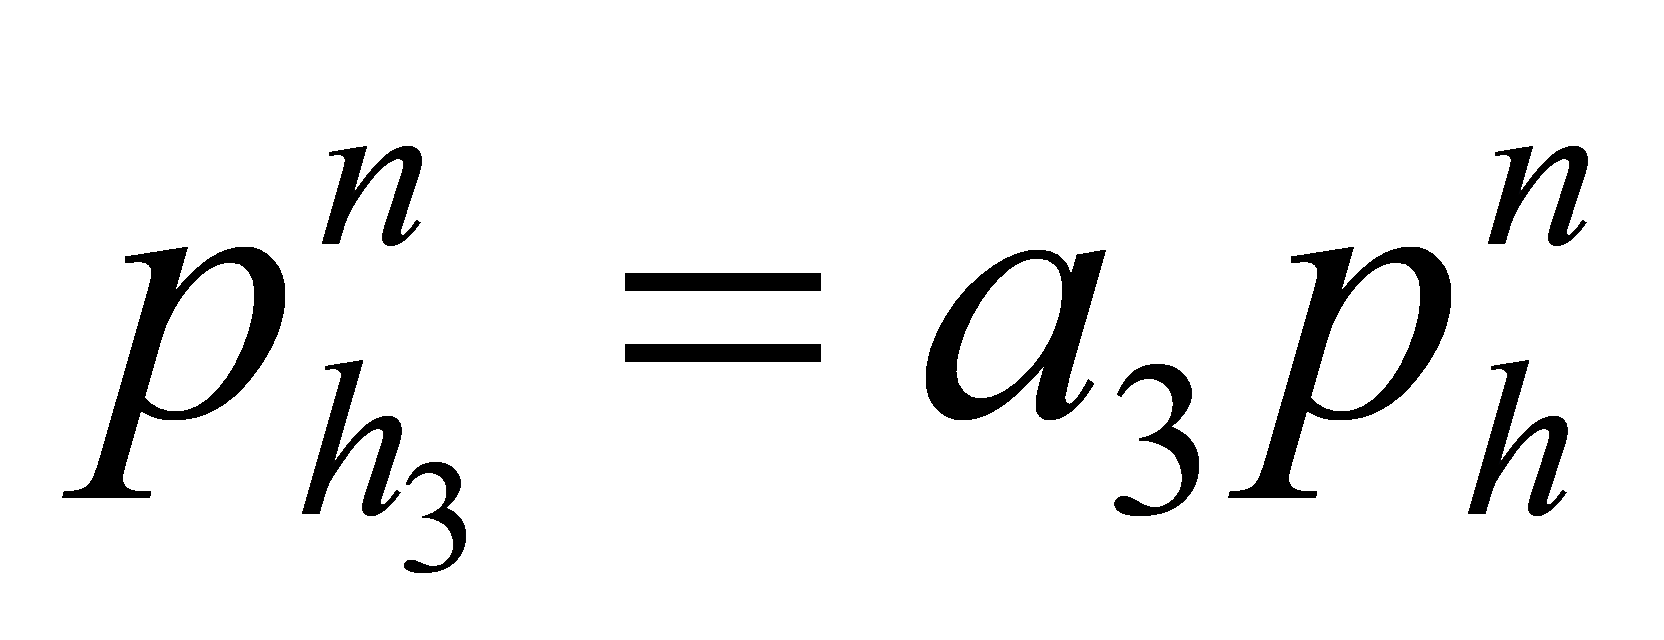 $p_{h_3}^n = a_3 p_h^n$